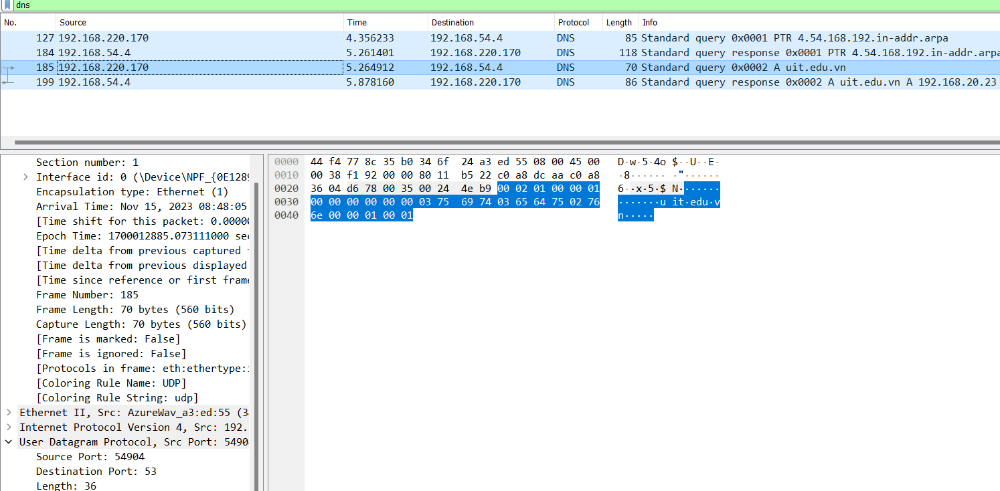 dns
No. Source Time Destination Protocol Length Info
127 192.168.220.170 4.356233 192.168.54.4 DNS 85 Standard query 0x0001 PTR 4.54.168.192.in-addr.arpa
184 192.168.54.4 5.261401 192.168.220.170 DNS 118 Standard query response 0x0001 PTR 4.54.168.192.in-addr.arpa
185 192.168.220.170 5.264912 192.168.54.4 DNS 70 Standard query 0x0002 A uit.edu.vn
199 192.168.54.4 5.878160 192.168.220.170 DNS 86 Standard query response 0x0002 A uit.edu.vn A 192.168.20.23
Section number: 1
Interface id: 0 (\Device\NPF_{0E1289
Encapsulation type: Ethernet (1)
Arrival Time: Nov 15, 2023 08:48:05
[Time shift for this packet: 0.00000
Epoch Time: 1700012885.073111000 sec
[Time delta from previous captured
[Time delta from previous displayed
[Time since reference or first frame
Frame Number: 185
Frame Length: 70 bytes (560 bits)
Capture Length: 70 bytes (560 bits)
[Frame is marked: False]
[Frame is ignored: False]
[Protocols in frame: eth:ethertype:
[Coloring Rule Name: UDP]
[Coloring Rule String: udp]
Ethernet II, Src: AzureWav_a3:ed:55 (34
Internet Protocol Version 4, Src: 192.
User Datagram Protocol, Src Port: 54904
Source Port: 54904
Destination Port: 53
Length: 36
0000 44 f4 77 8c 35 b0 34 6f 24 a3 ed 55 08 00 45 00 D·w·5·4o $··U··E·
0010 00 38 f1 92 00 00 80 11 b5 22 c0 a8 dc aa c0 a8 ·8······ ·"······
0020 36 04 d6 78 00 35 00 24 4e b9 00 02 01 00 00 01 6··x·5·$ N·······
0030 00 00 00 00 00 00 03 75 69 74 03 65 64 75 02 76 ·······u it·edu·v
0040 6e 00 00 01 00 01 n·····